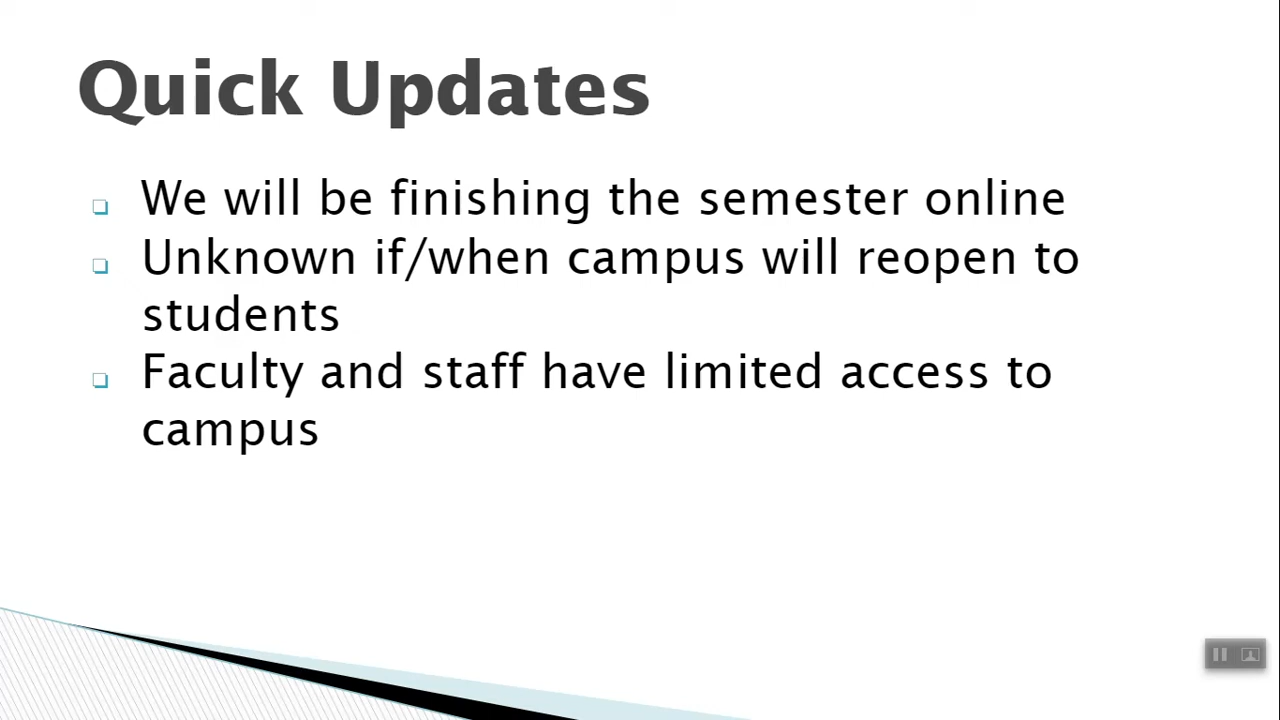 Quick Updates
We will be finishing the semester online
Unknown if/when campus will reopen to
students
Faculty and staff have limited access to
campus